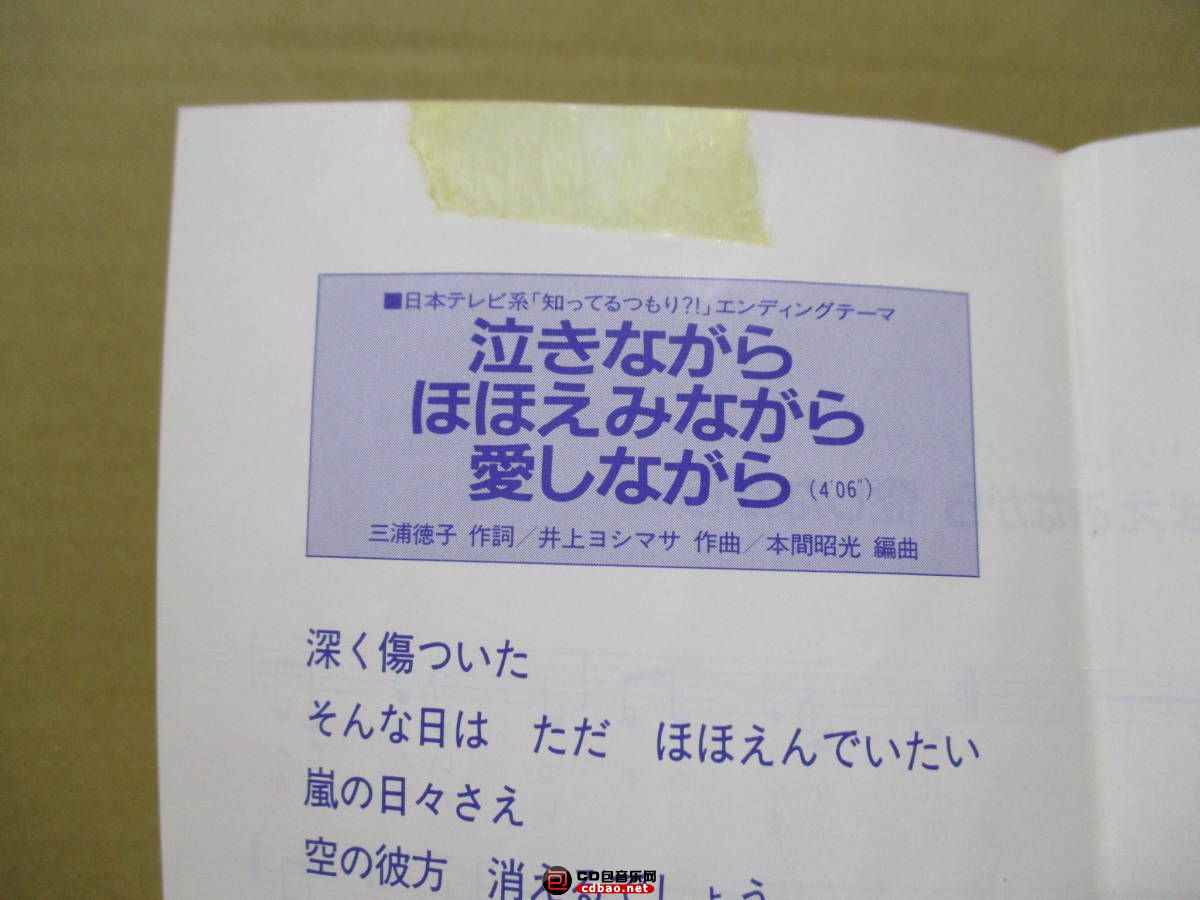 ■日本テレビ系「知ってるつもり?!」エンディングテーマ
泣きながら
ほほえみながら
愛しながら (4'06")
三浦徳子 作詞／井上ヨシマサ 作曲／本間昭光 編曲
深く傷ついた
そんな日は　ただ　ほほえんでいたい
嵐の日々さえ
空の彼方　消え
CD包音乐网
cdbao.net